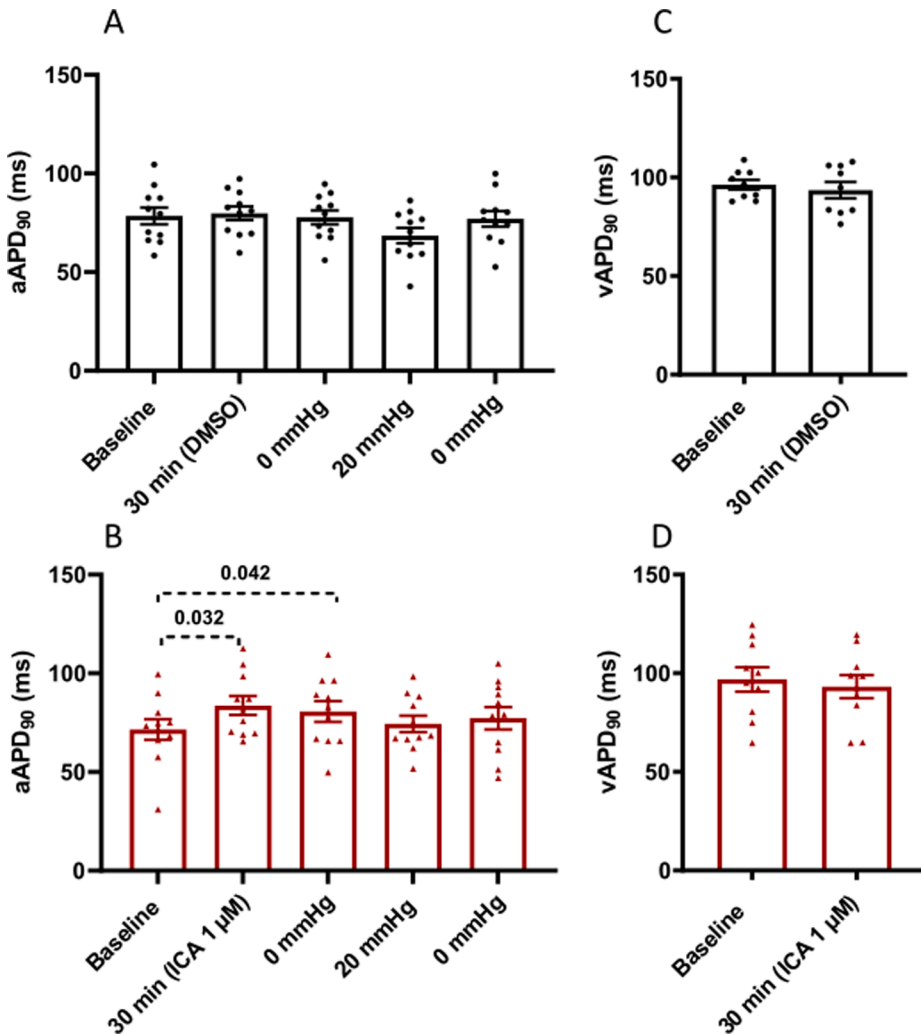 A
aAPD90 (ms)
150
100
50
0
Baseline
30 min (DMSO)
0 mmHg
20 mmHg
0 mmHg
C
vAPD90 (ms)
150
100
50
0
Baseline
30 min (DMSO)
B
aAPD90 (ms)
150
100
50
0
0.042
0.032
Baseline
30 min (ICA 1 µM)
0 mmHg
20 mmHg
0 mmHg
D
vAPD90 (ms)
150
100
50
0
Baseline
30 min (ICA 1 µM)